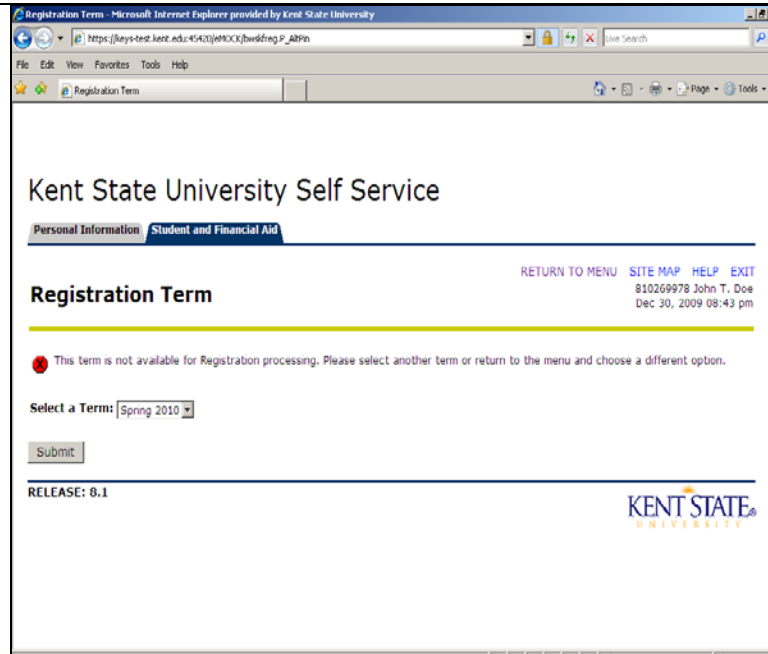 Registration Term - Microsoft Internet Explorer provided by Kent State University
https://keys-test.kent.edu:45420/eMOCK/bwskfreg.P_AltPin
Live Search
File Edit View Favorites Tools Help
Registration Term
Page Tools
Kent State University Self Service
Personal Information Student and Financial Aid
RETURN TO MENU SITE MAP HELP EXIT
Registration Term
810269978 John T. Doe
Dec 30, 2009 08:43 pm
This term is not available for Registration processing. Please select another term or return to the menu and choose a different option.
Select a Term: Spring 2010
Submit
RELEASE: 8.1
KENT STATE®
UNIVERSITY